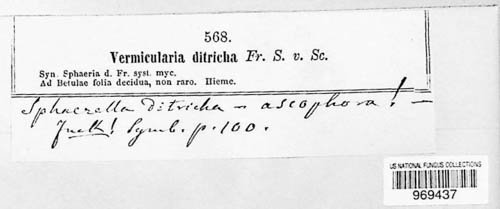 568.
Vermicularia ditricha Fr. S. v. Sc.
Syn. Sphaeria d. Fr. syst. myc.
Ad Betulae folia decidua, non raro. Hieme.
Sphaerella ditricha - ascophora! -
Fuck! Symb. p. 100.
US NATIONAL FUNGUS COLLECTIONS
969437